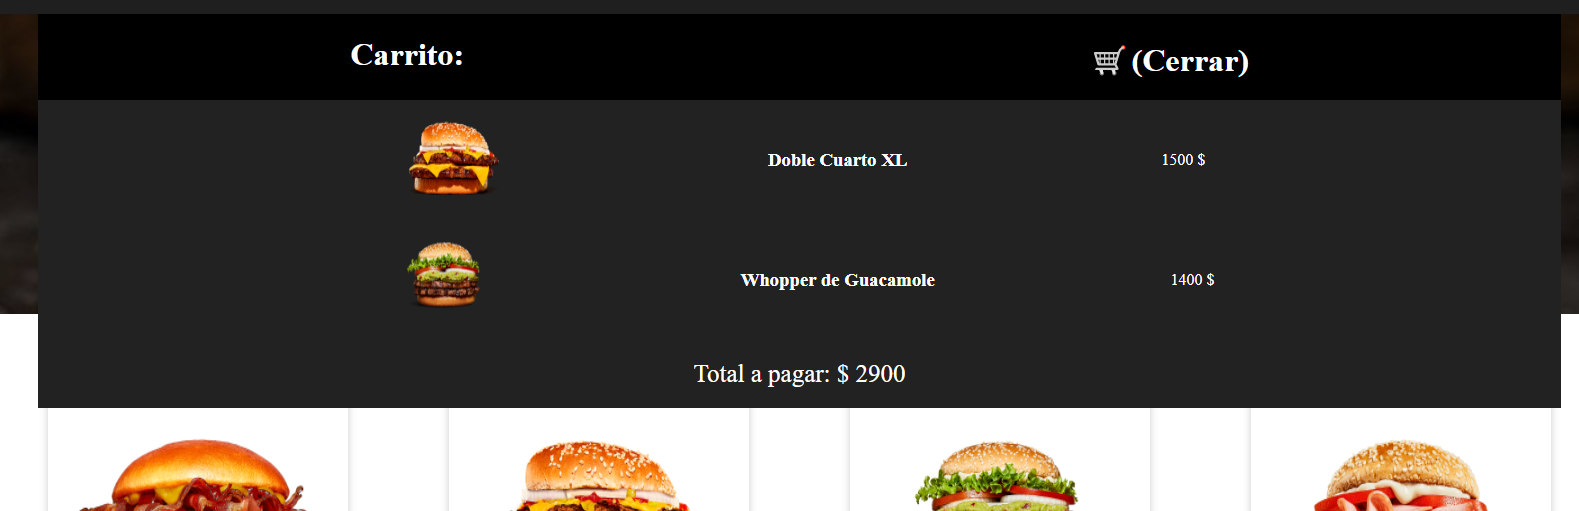 Carrito:
(Cerrar)
Doble Cuarto XL
1500 $
Whopper de Guacamole
1400 $
Total a pagar: $ 2900